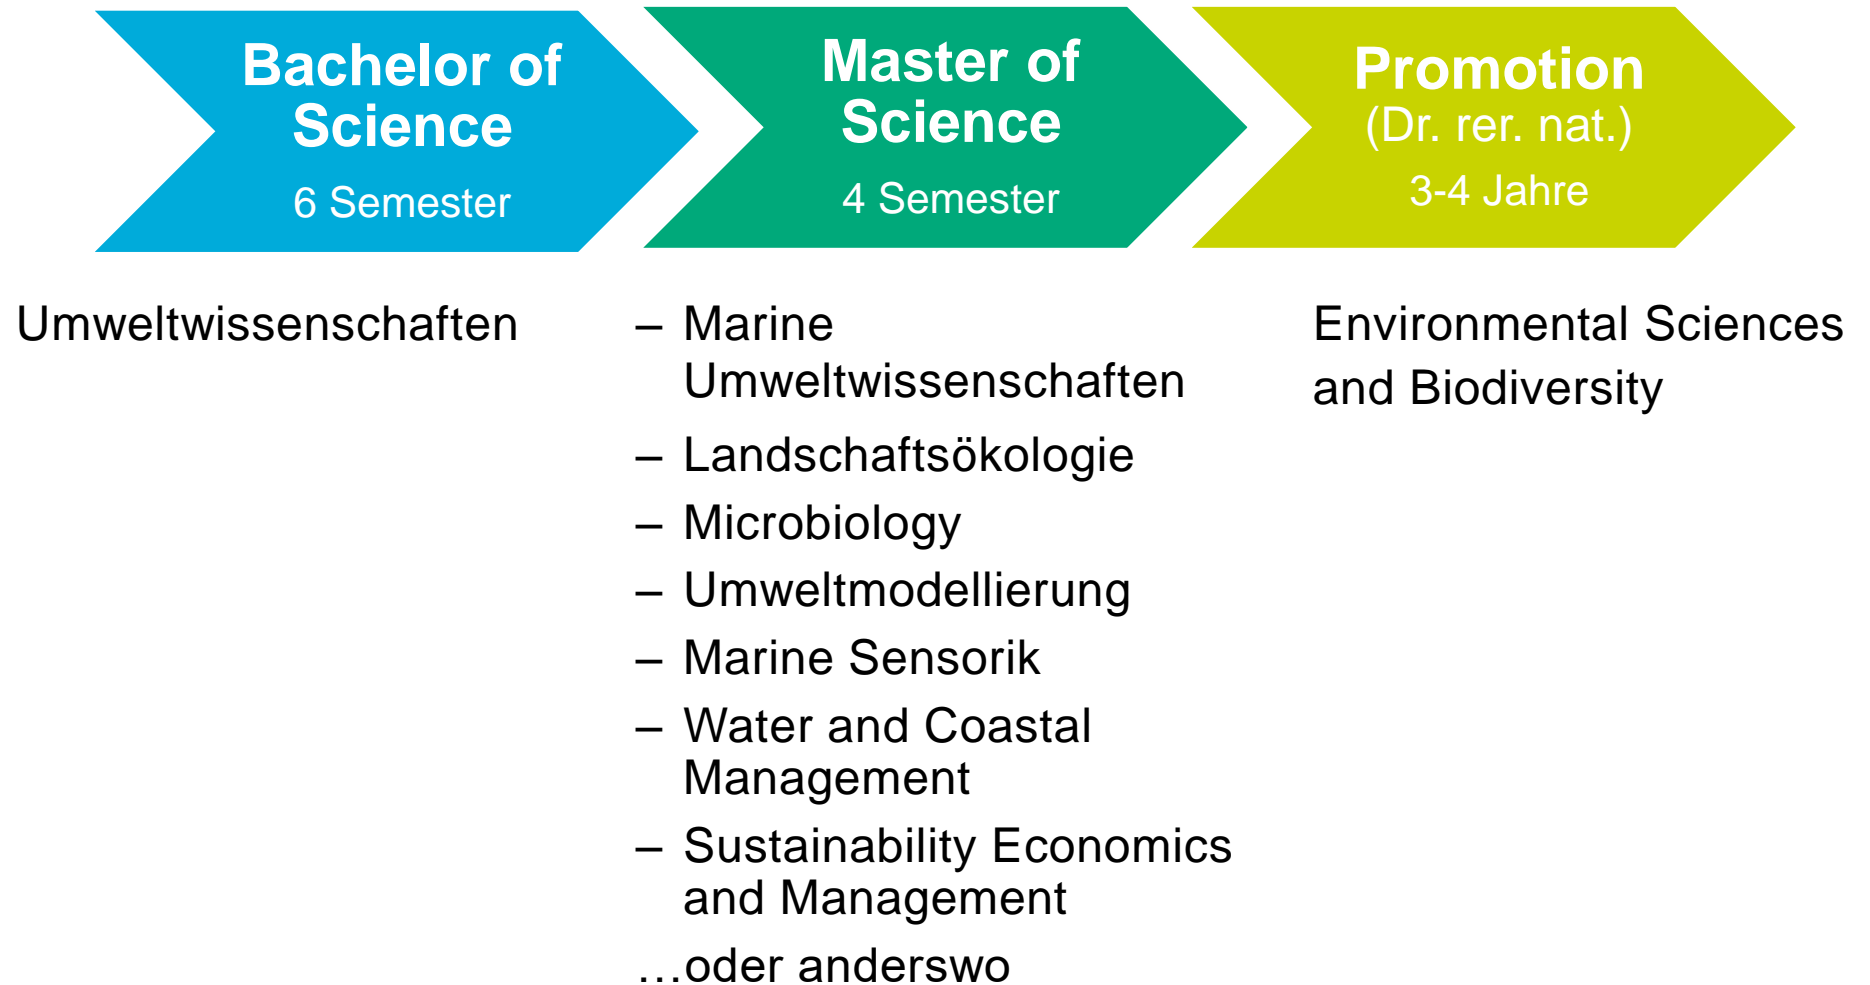 Bachelor of
Science
6 Semester
Master of
Science
4 Semester
Promotion
(Dr. rer. nat.)
3-4 Jahre
Umweltwissenschaften
– Marine
Umweltwissenschaften
– Landschaftsökologie
– Microbiology
– Umweltmodellierung
– Marine Sensorik
– Water and Coastal
Management
– Sustainability Economics
and Management
…oder anderswo
Environmental Sciences
and Biodiversity